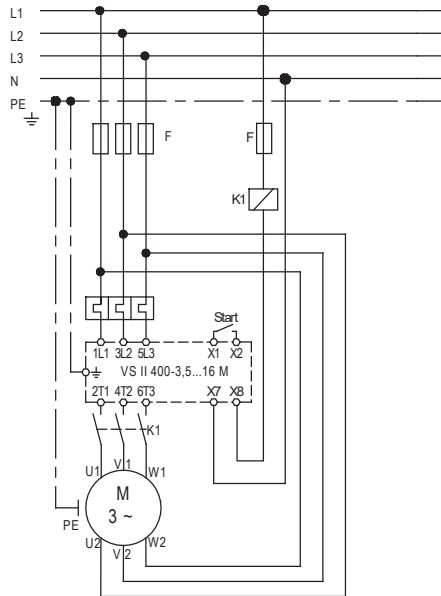 L1
L2
L3
N
PE
F
F
K1
Start
1L1 3L2 5L3 X1 X2
VS II 400-3,5...16 M
2T1 4T2 6T3 X7 X8
K1
U1 V1 W1
M
3 ~
PE
U2 V2 W2